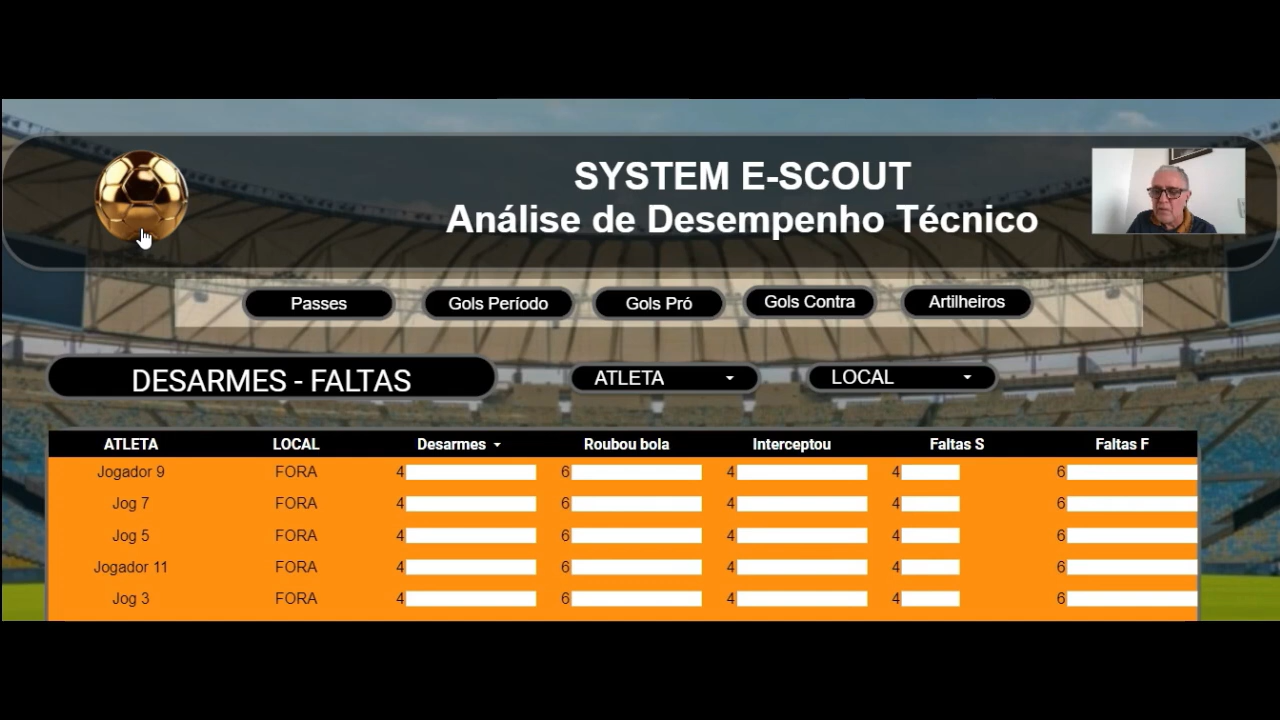 SYSTEM E-SCOUT
Análise de Desempenho Técnico
Passes Gols Período Gols Pró Gols Contra Artilheiros
DESARMES - FALTAS ATLETA LOCAL
ATLETA LOCAL Desarmes Roubou bola Interceptou Faltas S Faltas F
Jogador 9 FORA 4 6 4 4 6
Jog 7 FORA 4 6 4 4 6
Jog 5 FORA 4 6 4 4 6
Jogador 11 FORA 4 6 4 4 6
Jog 3 FORA 4 6 4 4 6